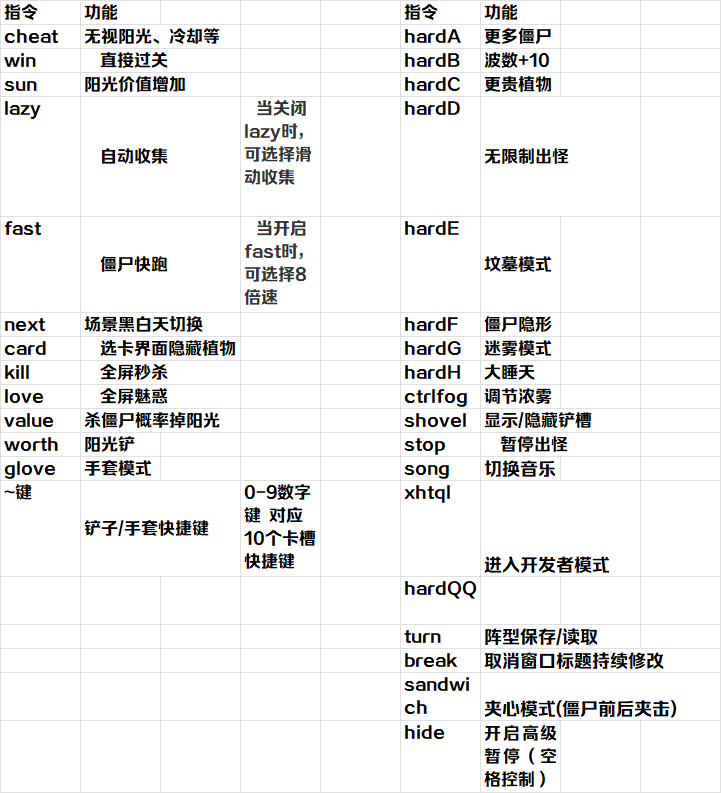 指令 功能 指令 功能
cheat 无视阳光、冷却等 hardA 更多僵尸
win 直接过关 hardB 波数+10
sun 阳光价值增加 hardC 更贵植物
lazy 自动收集 当关闭 hardD 无限制出怪
lazy时，
可选择滑
动收集
fast 僵尸快跑 当开启 hardE 坟墓模式
fast时，
可选择8
倍速
next 场景黑白天切换 hardF 僵尸隐形
card 选卡界面隐藏植物 hardG 迷雾模式
kill 全屏秒杀 hardH 大睡天
love 全屏魅惑 ctrlfog 调节浓雾
value 杀僵尸概率掉阳光 shovel 显示/隐藏铲槽
worth 阳光铲 stop 暂停出怪
glove 手套模式 song 切换音乐
~键 铲子/手套快捷键 0-9数字 xhtql 进入开发者模式
键 对应
10个卡槽
快捷键
hardQQ
turn 阵型保存/读取
break 取消窗口标题持续修改
sandwi
ch 夹心模式(僵尸前后夹击)
hide 开启高级
暂停（空
格控制）